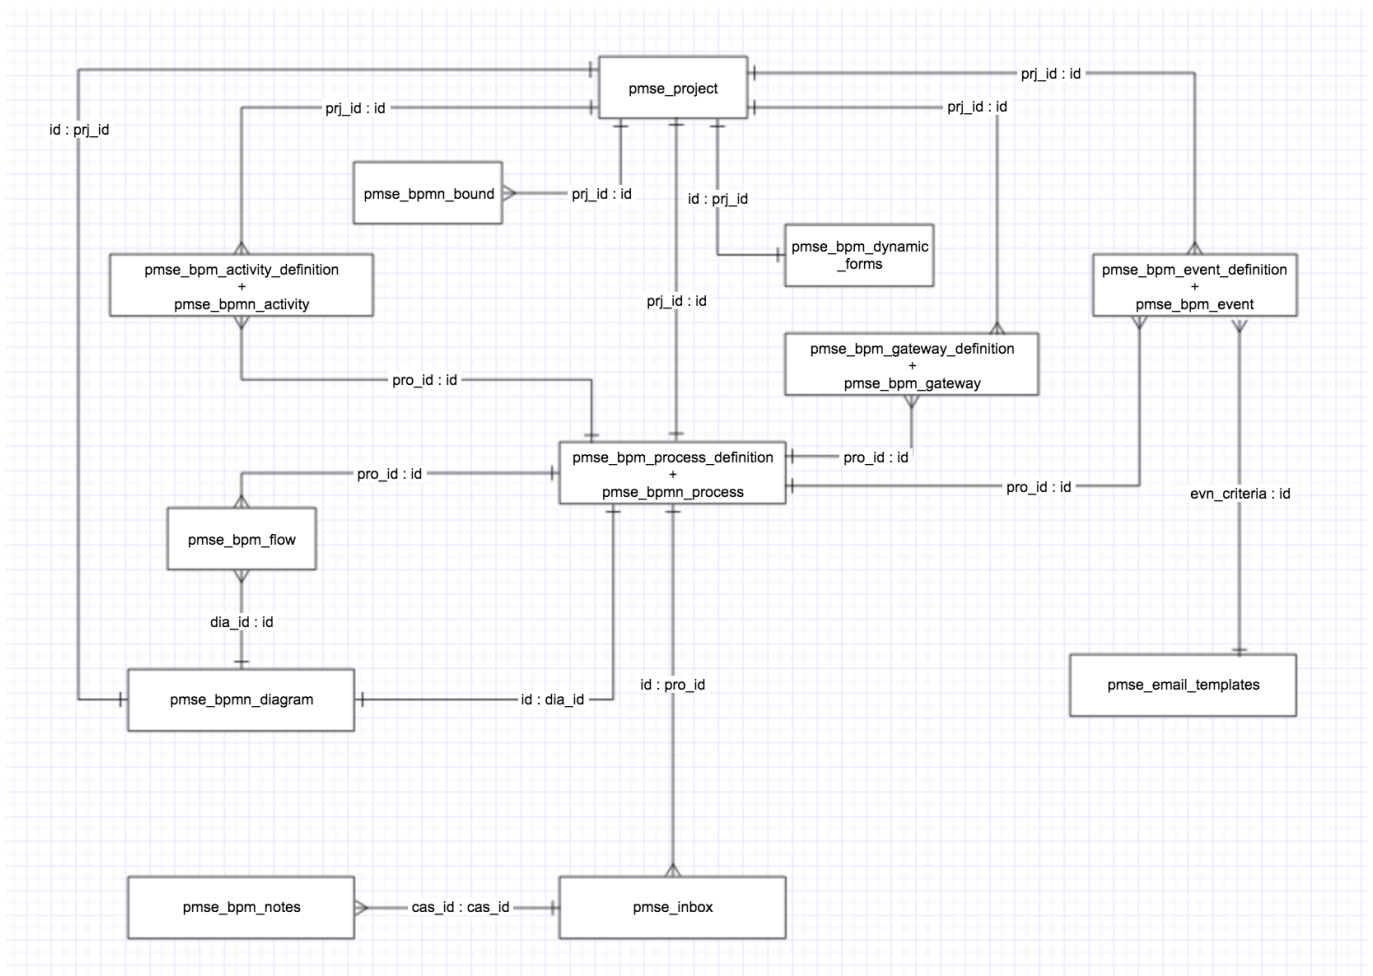 pmse_project
prj_id : id
prj_id : id
prj_id : id
id : prj_id
pmse_bpmn_bound
prj_id : id
id : prj_id
pmse_bpm_dynamic
_forms
pmse_bpm_activity_definition
+
pmse_bpmn_activity
pmse_bpm_event_definition
+
pmse_bpm_event
prj_id : id
pmse_bpm_gateway_definition
+
pmse_bpm_gateway
pro_id : id
pmse_bpm_process_definition
+
pmse_bpmn_process
pro_id : id
pro_id : id
pro_id : id
evn_criteria : id
pmse_bpm_flow
dia_id : id
id : pro_id
pmse_email_templates
pmse_bpmn_diagram
id : dia_id
pmse_bpm_notes
cas_id : cas_id
pmse_inbox